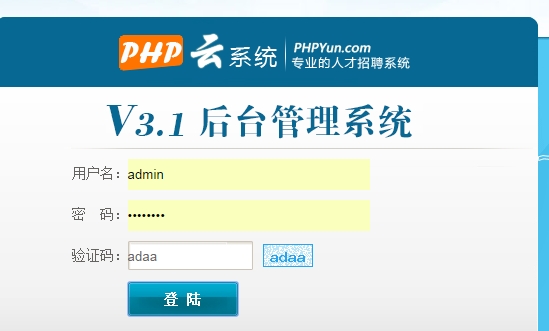 PHP云系统 PHPYun.com
专业的人才招聘系统
V3.1 后台管理系统
用户名： admin
密 码： ••••••••
验证码： adaa adaa
登 陆